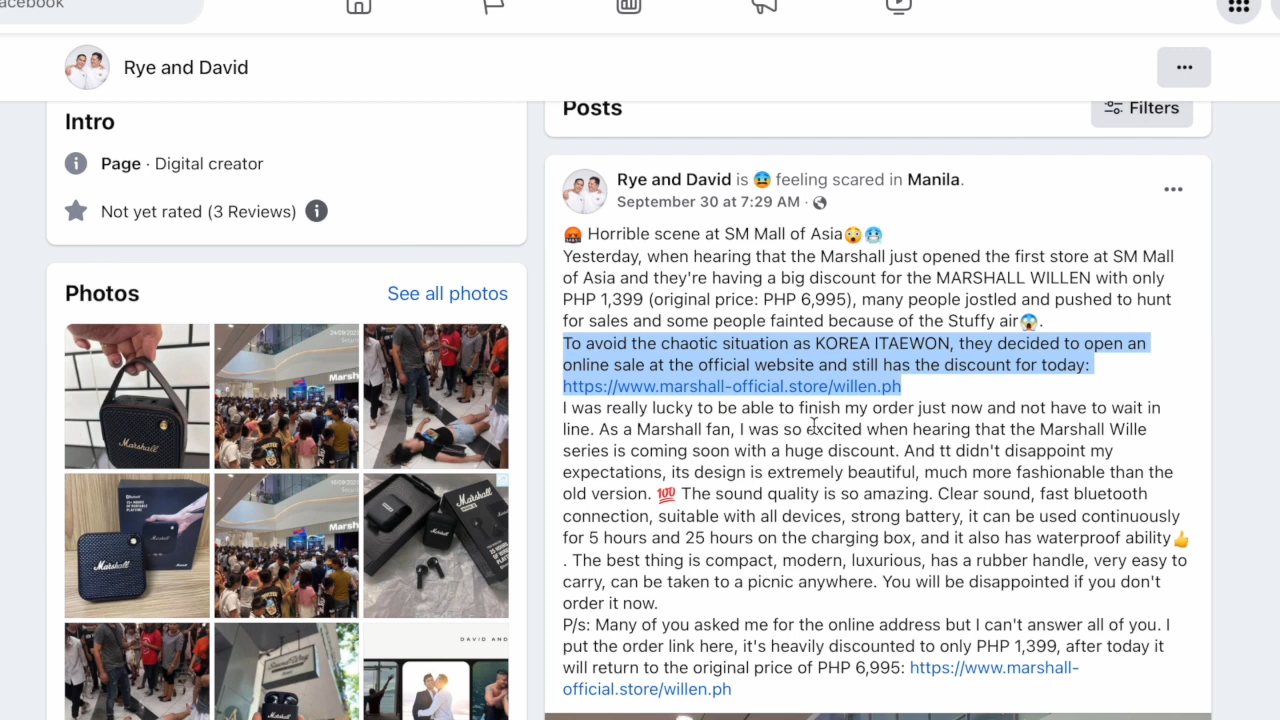 acebook
Rye and David
Intro
Page · Digital creator
Not yet rated (3 Reviews)
Photos
See all photos
Marshall
Marsh
Marshall
Marsh
Marshall
Marshall
DAVID AND
Posts
Filters
Rye and David is 🥶 feeling scared in Manila.
September 30 at 7:29 AM ·
🤬 Horrible scene at SM Mall of Asia😳🥶
Yesterday, when hearing that the Marshall just opened the first store at SM Mall
of Asia and they're having a big discount for the MARSHALL WILLEN with only
PHP 1,399 (original price: PHP 6,995), many people jostled and pushed to hunt
for sales and some people fainted because of the Stuffy air😱.
To avoid the chaotic situation as KOREA ITAEWON, they decided to open an
online sale at the official website and still has the discount for today:
https://www.marshall-official.store/willen.ph
I was really lucky to be able to finish my order just now and not have to wait in
line. As a Marshall fan, I was so excited when hearing that the Marshall Wille
series is coming soon with a huge discount. And tt didn't disappoint my
expectations, its design is extremely beautiful, much more fashionable than the
old version. 💯 The sound quality is so amazing. Clear sound, fast bluetooth
connection, suitable with all devices, strong battery, it can be used continuously
for 5 hours and 25 hours on the charging box, and it also has waterproof ability👍
. The best thing is compact, modern, luxurious, has a rubber handle, very easy to
carry, can be taken to a picnic anywhere. You will be disappointed if you don't
order it now.
P/s: Many of you asked me for the online address but I can't answer all of you. I
put the order link here, it's heavily discounted to only PHP 1,399, after today it
will return to the original price of PHP 6,995: https://www.marshall-
official.store/willen.ph